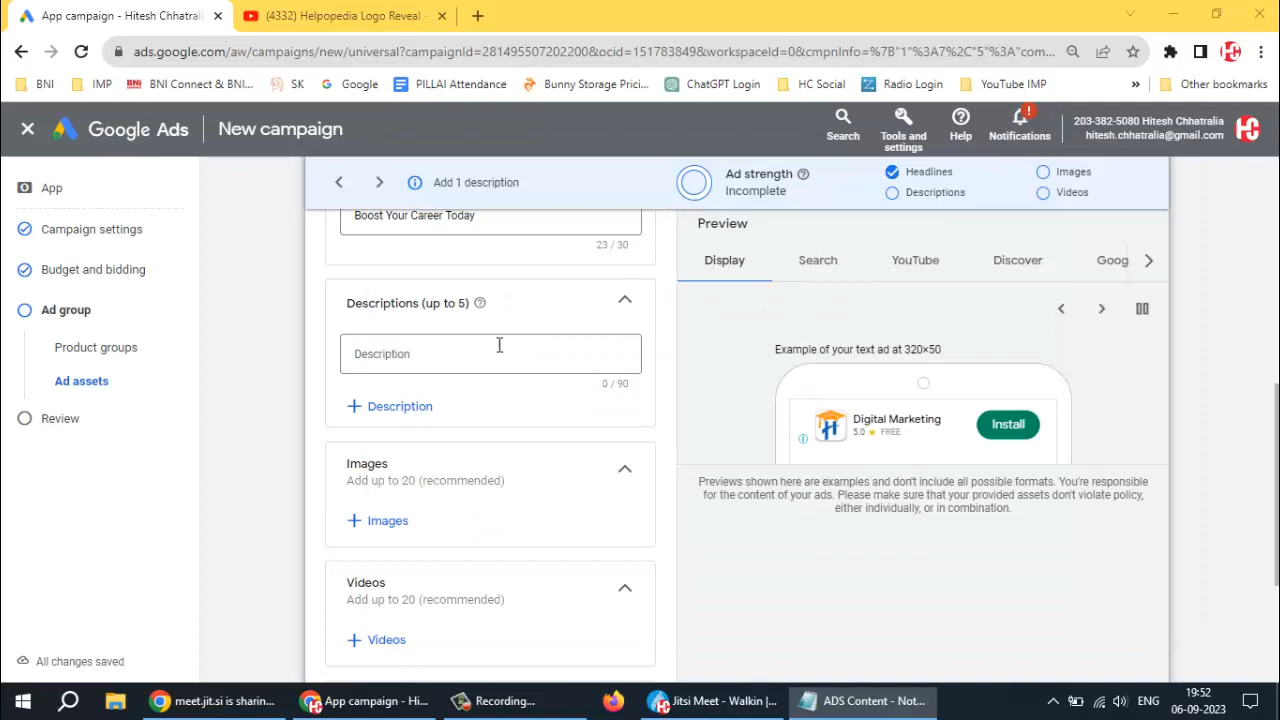 App campaign - Hitesh Chhatrali
(4332) Helpopedia Logo Reveal -
ads.google.com/aw/campaigns/new/universal?campaignId=281495507202200&ocid=151783849&workspaceId=0&cmpnInfo=%7B"1"%3A7%2C"5"%3A"com...
BNI
IMP
BNI Connect & BNI...
SK
Google
PILLAI Attendance
Bunny Storage Prici...
ChatGPT Login
HC Social
Radio Login
YouTube IMP
»
Other bookmarks
Google Ads
New campaign
Search
Tools and settings
Help
Notifications
203-382-5080 Hitesh Chhatralia
hitesh.chhatralia@gmail.com
App
Campaign settings
Budget and bidding
Ad group
Product groups
Ad assets
Review
All changes saved
Add 1 description
Ad strength
Incomplete
Headlines
Images
Descriptions
Videos
Boost Your Career Today
23 / 30
Descriptions (up to 5)
Description
0 / 90
+ Description
Images
Add up to 20 (recommended)
+ Images
Videos
Add up to 20 (recommended)
+ Videos
Preview
Display
Search
YouTube
Discover
Goog
Example of your text ad at 320×50
Digital Marketing
5.0 ★ FREE
Install
Previews shown here are examples and don't include all possible formats. You're responsible
for the content of your ads. Please make sure that your provided assets don't violate policy,
either individually, or in combination.
meet.jit.si is sharin...
App campaign - Hi...
Recording...
Jitsi Meet - Walkin |...
ADS Content - Not...
ENG
19:52
06-09-2023